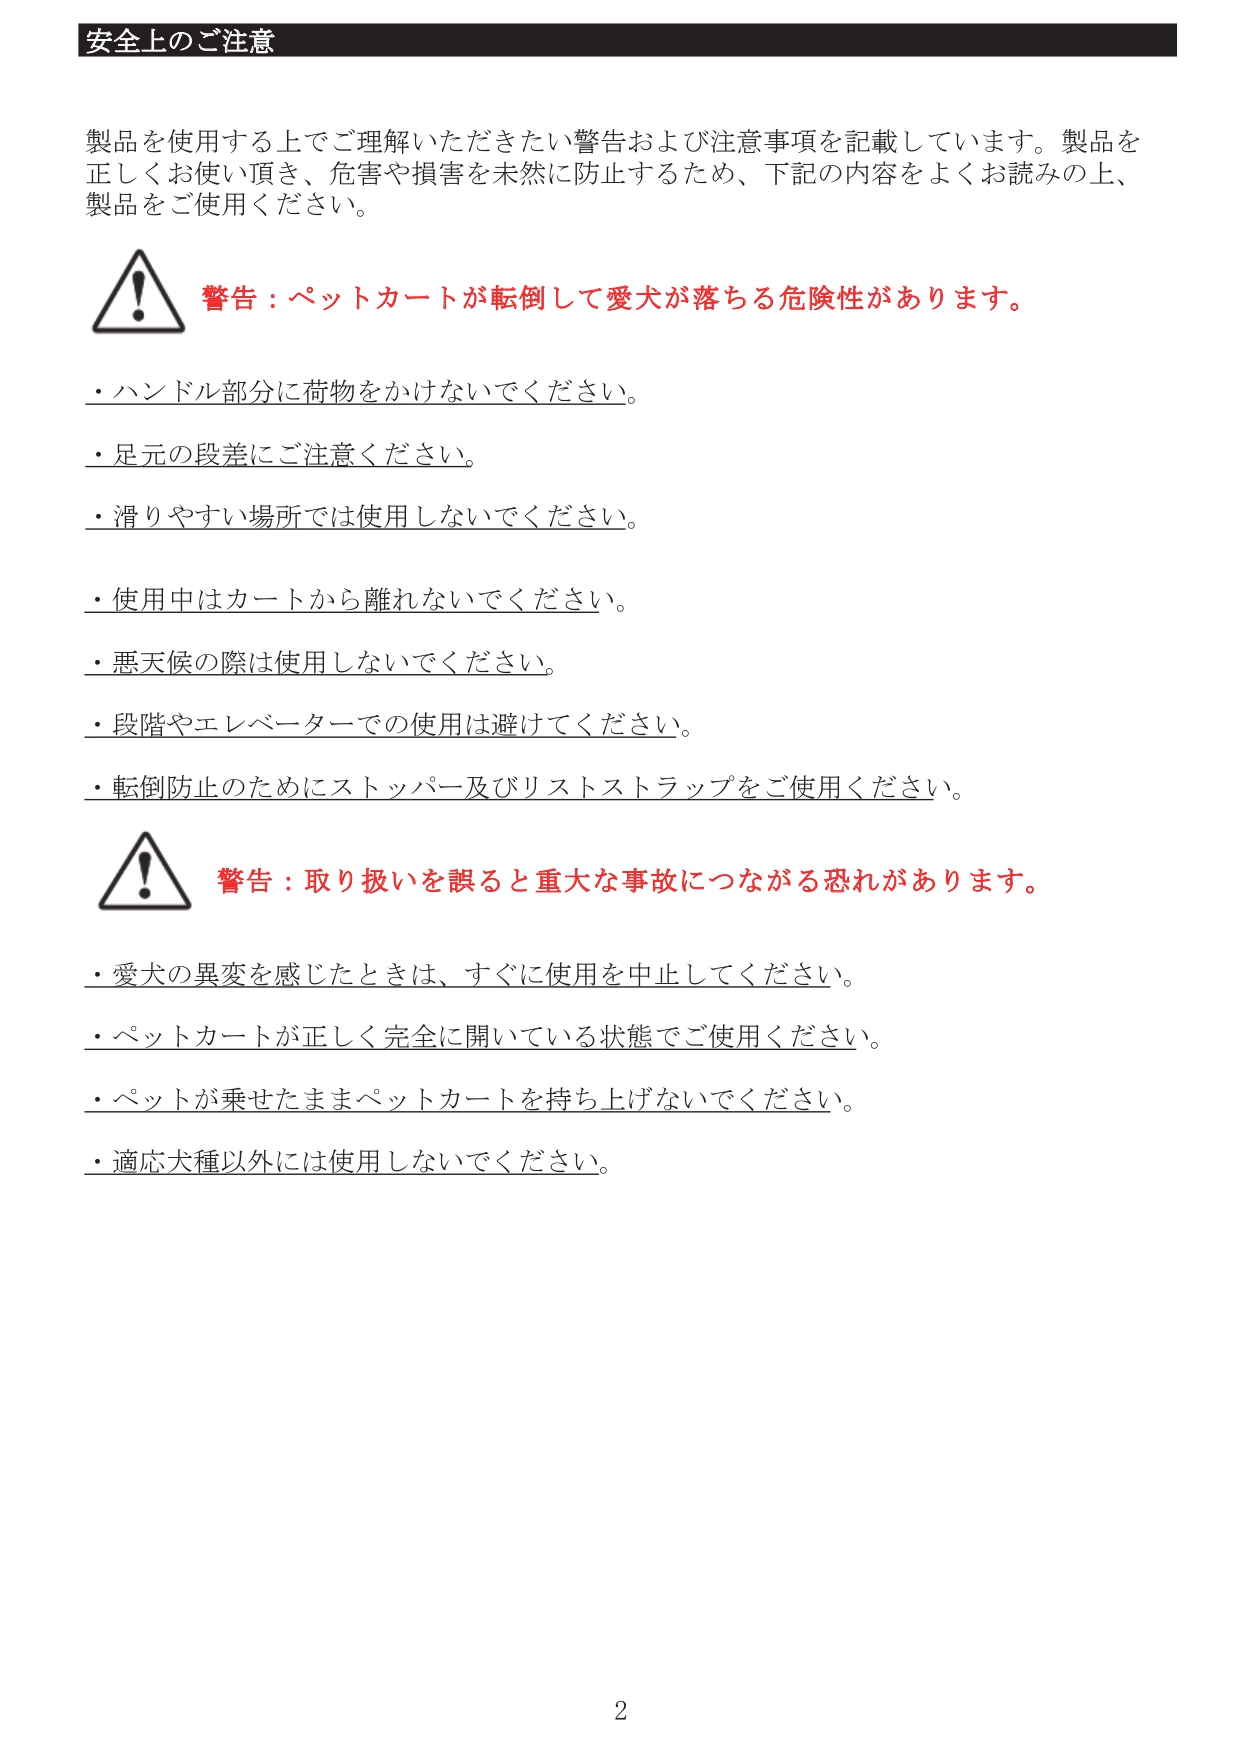 安全上のご注意
製品を使用する上でご理解いただきたい警告および注意事項を記載しています。製品を
正しくお使い頂き、危害や損害を未然に防止するため、下記の内容をよくお読みの上、
製品をご使用ください。
警告：ペットカートが転倒して愛犬が落ちる危険性があります。
・ハンドル部分に荷物をかけないでください。
・足元の段差にご注意ください。
・滑りやすい場所では使用しないでください。
・使用中はカートから離れないでください。
・悪天候の際は使用しないでください。
・段階やエレベーターでの使用は避けてください。
・転倒防止のためにストッパー及びリストストラップをご使用ください。
警告：取り扱いを誤ると重大な事故につながる恐れがあります。
・愛犬の異変を感じたときは、すぐに使用を中止してください。
・ペットカートが正しく完全に開いている状態でご使用ください。
・ペットが乗せたままペットカートを持ち上げないでください。
・適応犬種以外には使用しないでください。
2